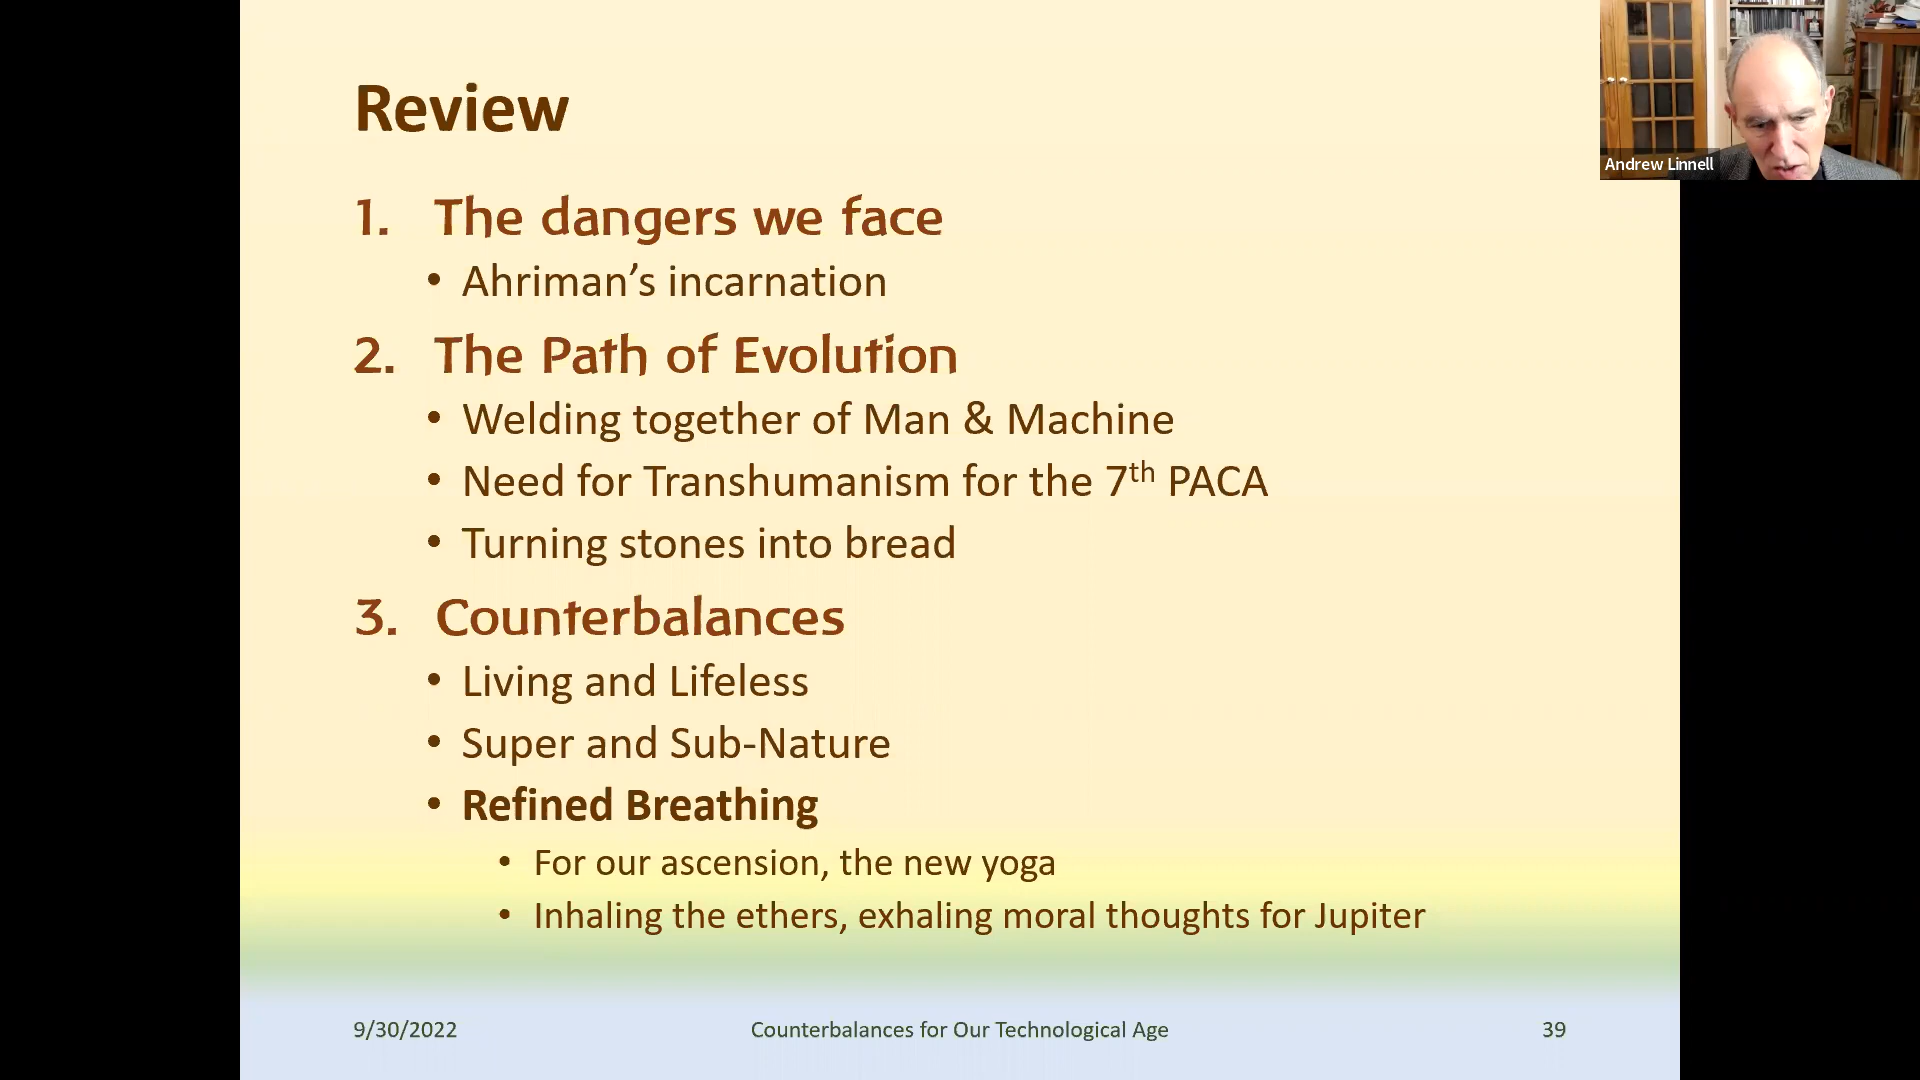 Review
1. The dangers we face
• Ahriman’s incarnation
2. The Path of Evolution
• Welding together of Man & Machine
• Need for Transhumanism for the 7th PACA
• Turning stones into bread
3. Counterbalances
• Living and Lifeless
• Super and Sub-Nature
• Refined Breathing
• For our ascension, the new yoga
• Inhaling the ethers, exhaling moral thoughts for Jupiter
9/30/2022
Counterbalances for Our Technological Age
39
Andrew Linnell